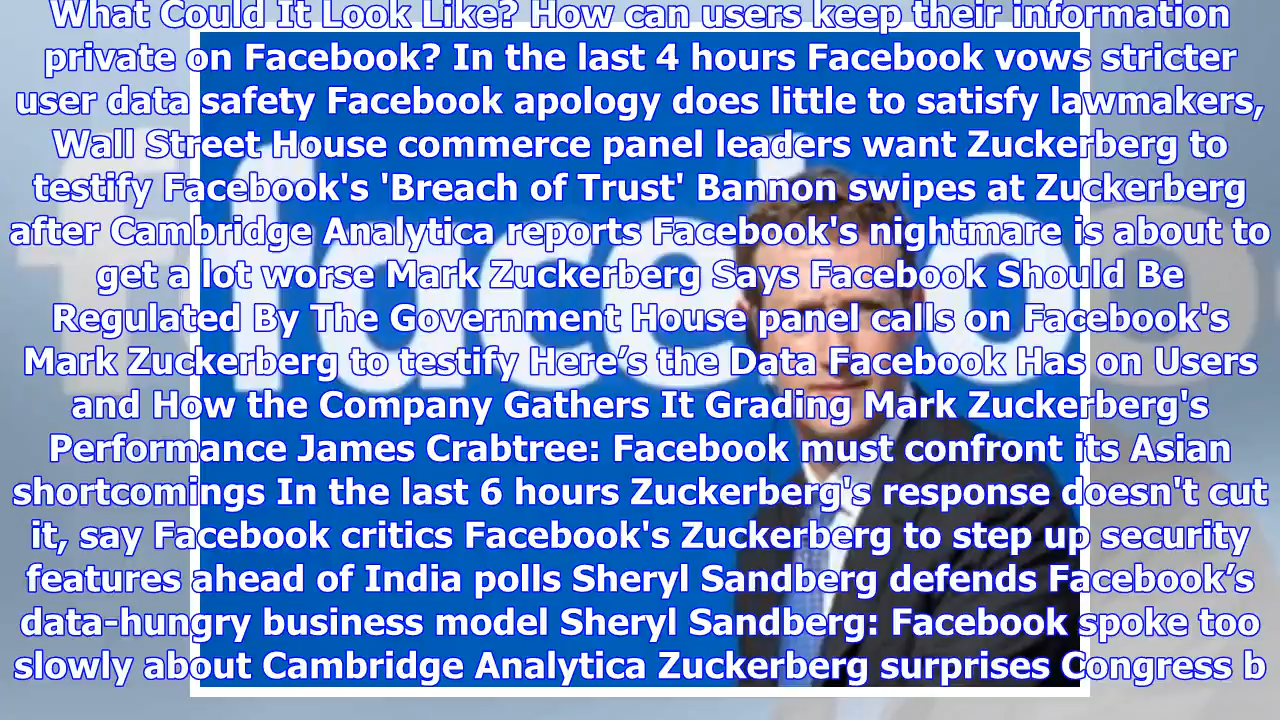 What Could It Look Like? How can users keep their information
private on Facebook? In the last 4 hours Facebook vows stricter
user data safety Facebook apology does little to satisfy lawmakers,
Wall Street House commerce panel leaders want Zuckerberg to
testify Facebook's 'Breach of Trust' Bannon swipes at Zuckerberg
after Cambridge Analytica reports Facebook's nightmare is about to
get a lot worse Mark Zuckerberg Says Facebook Should Be
Regulated By The Government House panel calls on Facebook's
Mark Zuckerberg to testify Here’s the Data Facebook Has on Users
and How the Company Gathers It Grading Mark Zuckerberg's
Performance James Crabtree: Facebook must confront its Asian
shortcomings In the last 6 hours Zuckerberg's response doesn't cut
it, say Facebook critics Facebook's Zuckerberg to step up security
features ahead of India polls Sheryl Sandberg defends Facebook’s
data-hungry business model Sheryl Sandberg: Facebook spoke too
slowly about Cambridge Analytica Zuckerberg surprises Congress b